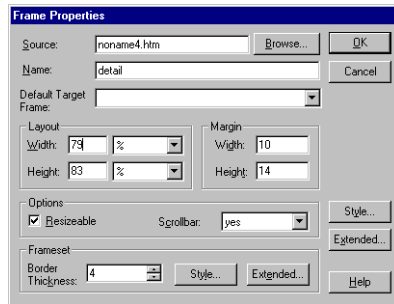 Frame Properties
Source: noname4.htm Browse... OK
Name: detail Cancel
Default Target
Frame:
Layout Margin
Width: 79 % Width: 10
Height: 83 % Height: 14
Options
Resizeable Scrollbar: yes Style...
Extended...
Frameset
Border
Thickness: 4 Style... Extended... Help